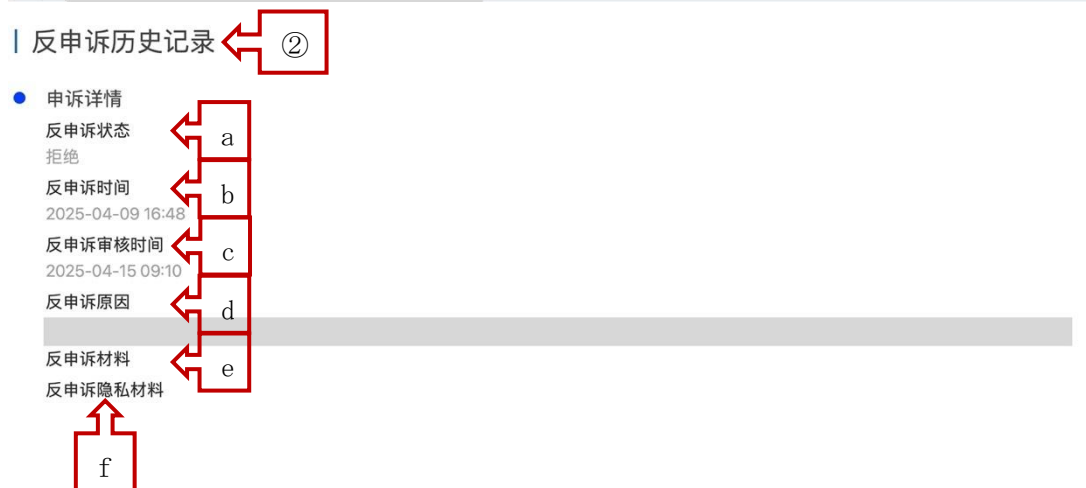 反申诉历史记录
②
申诉详情
反申诉状态
a
拒绝
反申诉时间
b
2025-04-09 16:48
反申诉审核时间
c
2025-04-15 09:10
反申诉原因
d
反申诉材料
e
反申诉隐私材料
f